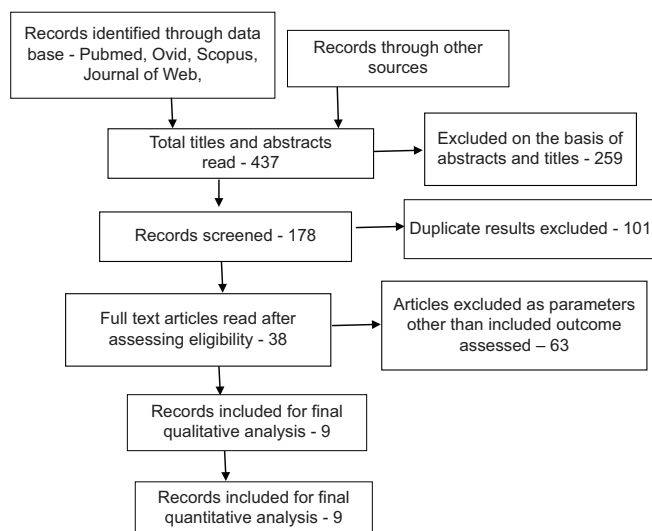 Records identified through data
base - Pubmed, Ovid, Scopus,
Journal of Web,
Records through other
sources
Total titles and abstracts
read - 437
Excluded on the basis of
abstracts and titles - 259
Records screened - 178
Duplicate results excluded - 101
Full text articles read after
assessing eligibility - 38
Articles excluded as parameters
other than included outcome
assessed – 63
Records included for final
qualitative analysis - 9
Records included for final
quantitative analysis - 9